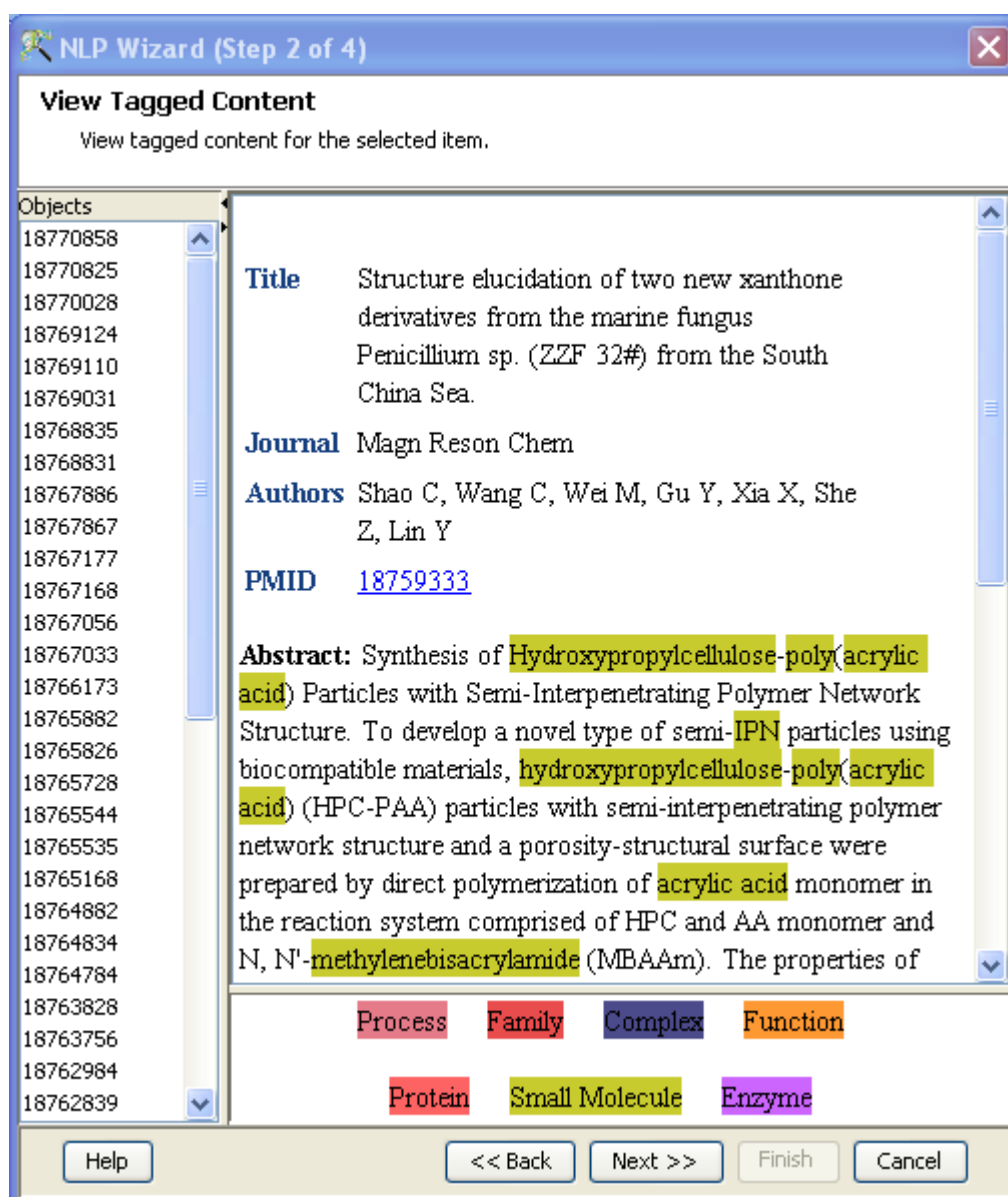 NLP Wizard (Step 2 of 4)
View Tagged Content
View tagged content for the selected item.
Objects
18770858
18770825
18770028
18769124
18769110
18769031
18768835
18768831
18767886
18767867
18767177
18767168
18767056
18767033
18766173
18765882
18765826
18765728
18765544
18765535
18765168
18764882
18764834
18764784
18763828
18763756
18762984
18762839
Title Structure elucidation of two new xanthone
derivatives from the marine fungus
Penicillium sp. (ZZF 32#) from the South
China Sea.
Journal Magn Reson Chem
Authors Shao C, Wang C, Wei M, Gu Y, Xia X, She
Z, Lin Y
PMID 18759333
Abstract: Synthesis of Hydroxypropylcellulose-poly(acrylic
acid) Particles with Semi-Interpenetrating Polymer Network
Structure. To develop a novel type of semi-IPN particles using
biocompatible materials, hydroxypropylcellulose-poly(acrylic
acid) (HPC-PAA) particles with semi-interpenetrating polymer
network structure and a porosity-structural surface were
prepared by direct polymerization of acrylic acid monomer in
the reaction system comprised of HPC and AA monomer and
N, N'-methylenebisacrylamide (MBAAm). The properties of
Process Family Complex Function
Protein Small Molecule Enzyme
Help << Back Next >> Finish Cancel